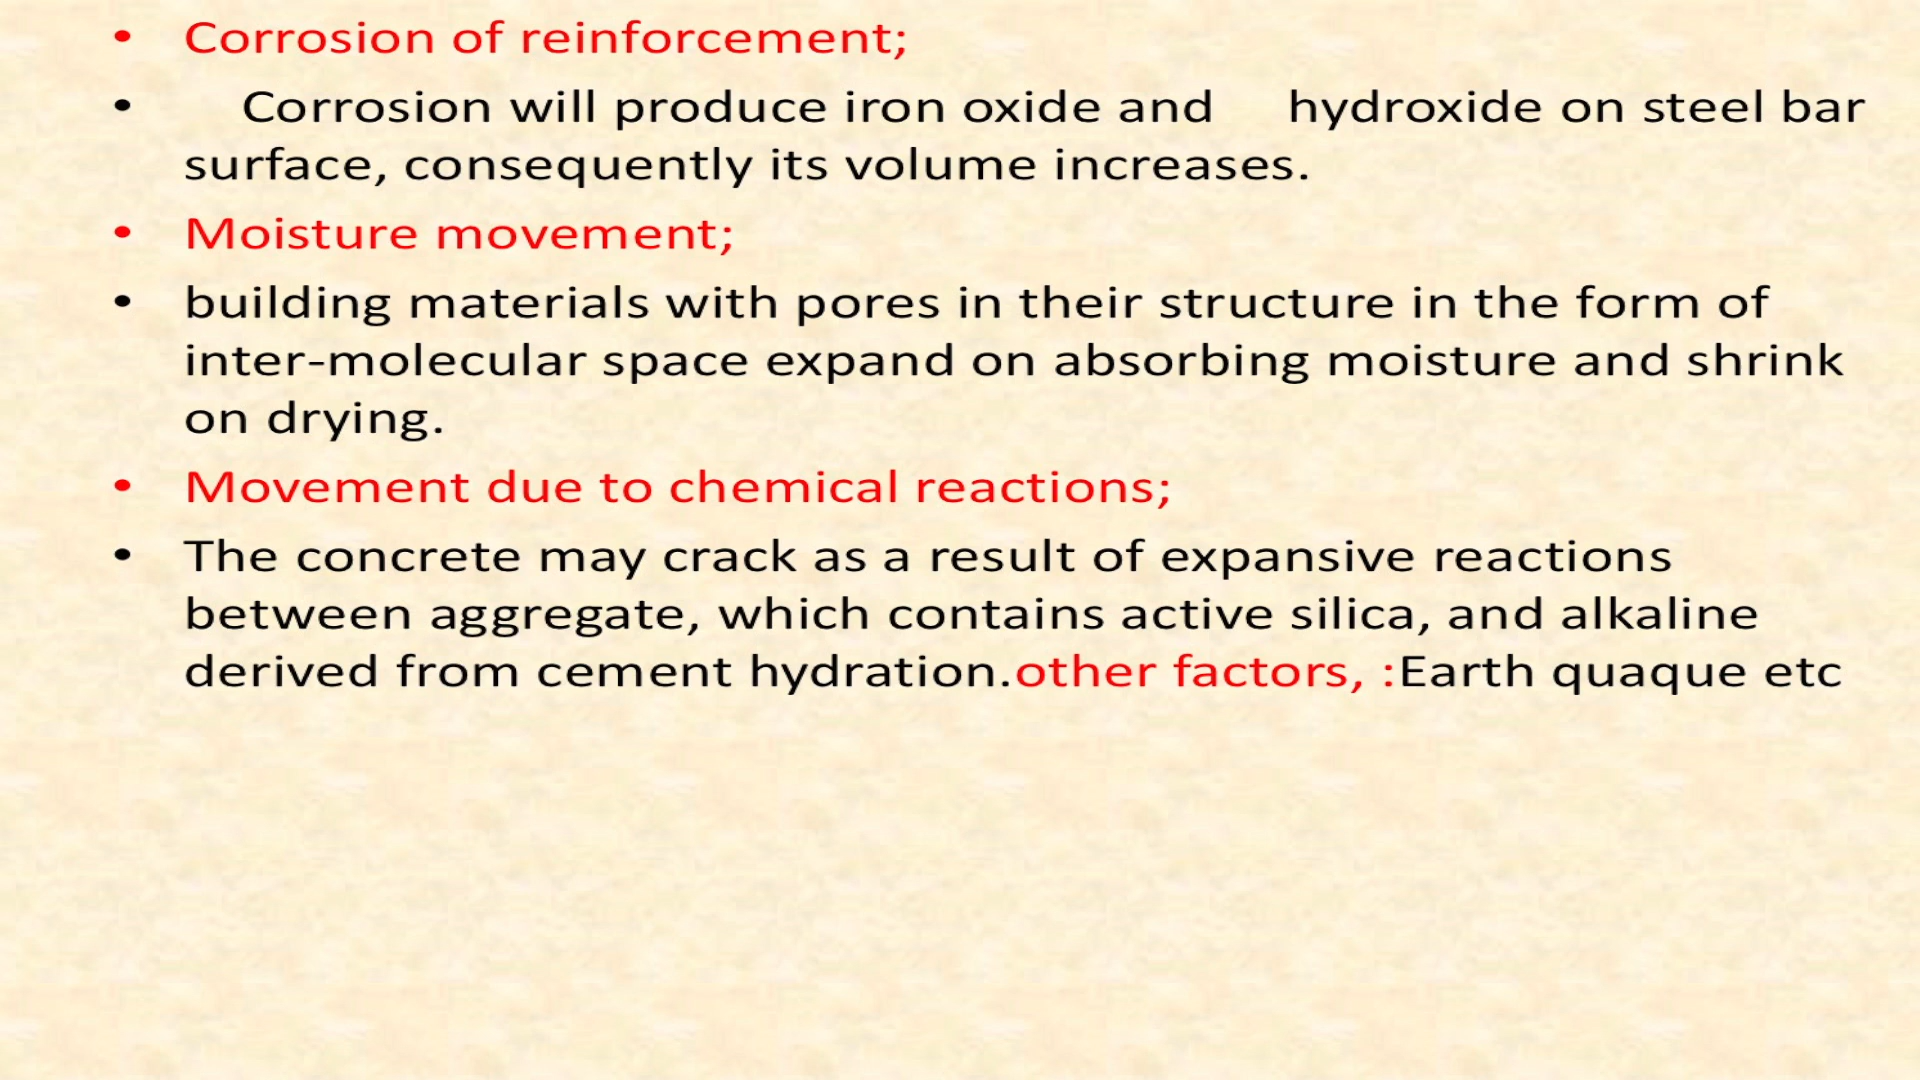 • Corrosion of reinforcement;
• Corrosion will produce iron oxide and hydroxide on steel bar
surface, consequently its volume increases.
• Moisture movement;
• building materials with pores in their structure in the form of
inter-molecular space expand on absorbing moisture and shrink
on drying.
• Movement due to chemical reactions;
• The concrete may crack as a result of expansive reactions
between aggregate, which contains active silica, and alkaline
derived from cement hydration.other factors, :Earth quaque etc